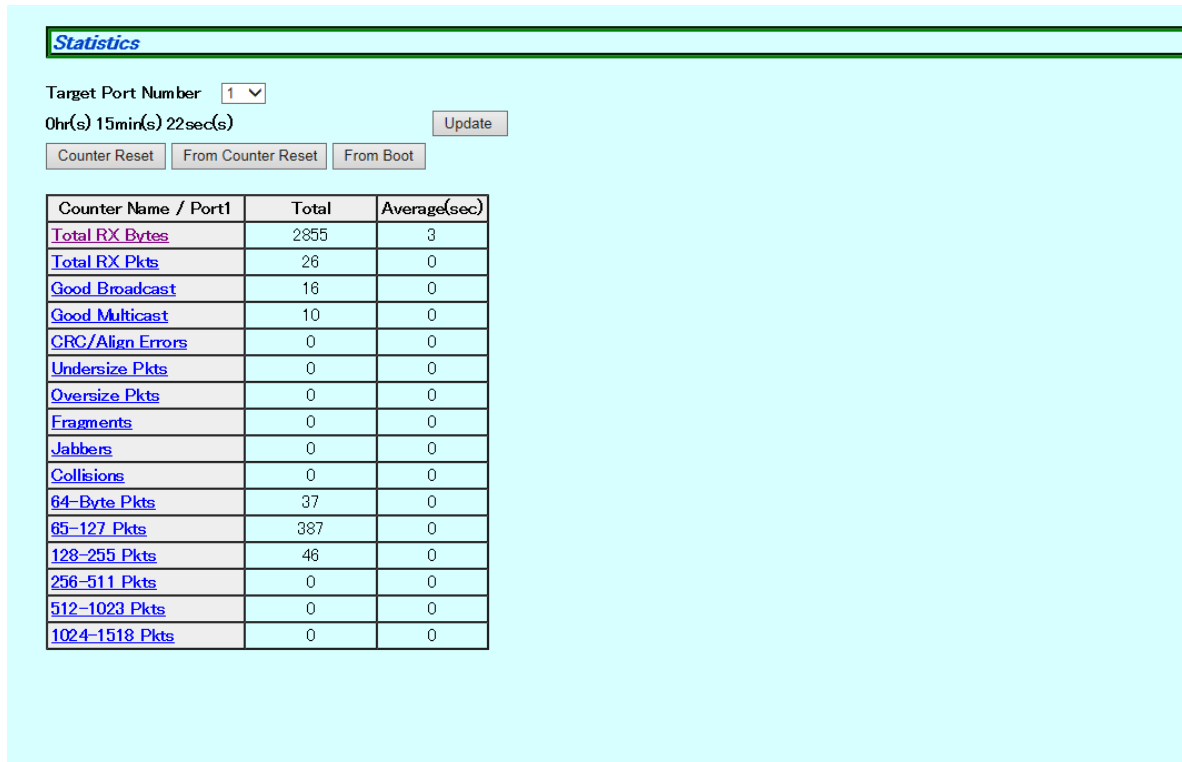 Statistics
Target Port Number 1
0hr(s) 15min(s) 22sec(s) Update
Counter Reset From Counter Reset From Boot
Counter Name / Port1 Total Average(sec)
Total RX Bytes 2855 3
Total RX Pkts 26 0
Good Broadcast 16 0
Good Multicast 10 0
CRC/Align Errors 0 0
Undersize Pkts 0 0
Oversize Pkts 0 0
Fragments 0 0
Jabbers 0 0
Collisions 0 0
64-Byte Pkts 37 0
65-127 Pkts 387 0
128-255 Pkts 46 0
256-511 Pkts 0 0
512-1023 Pkts 0 0
1024-1518 Pkts 0 0